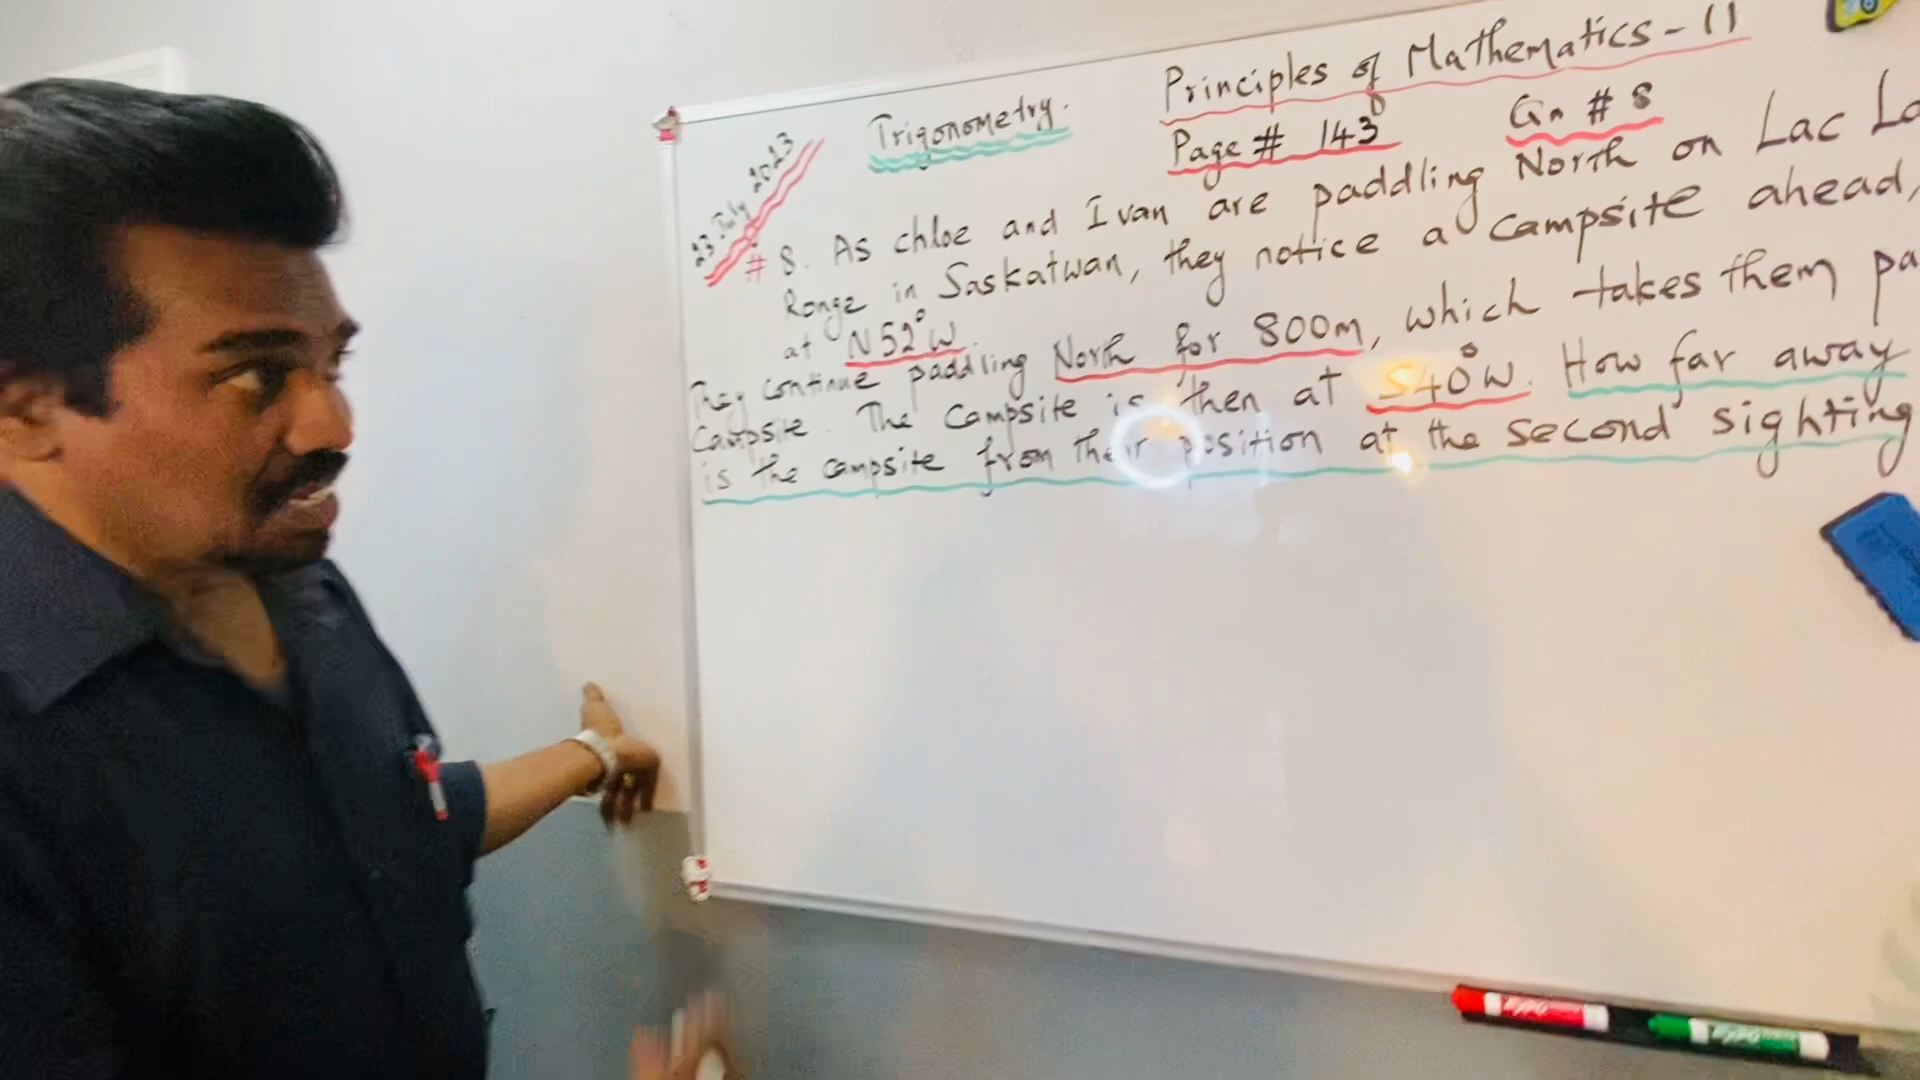 Principles of Mathematics - 11
Trigonometry.
Page # 143
Qn # 8
23 July 2023
# 8. As chloe and Ivan are paddling North on Lac La
Ronge in Saskatwan, they notice a campsite ahead,
at N52°W.
They continue paddling North for 800m, which takes them pa
Campsite. The Campsite is then at S40°W. How far away
is the campsite from their position at the second sighting